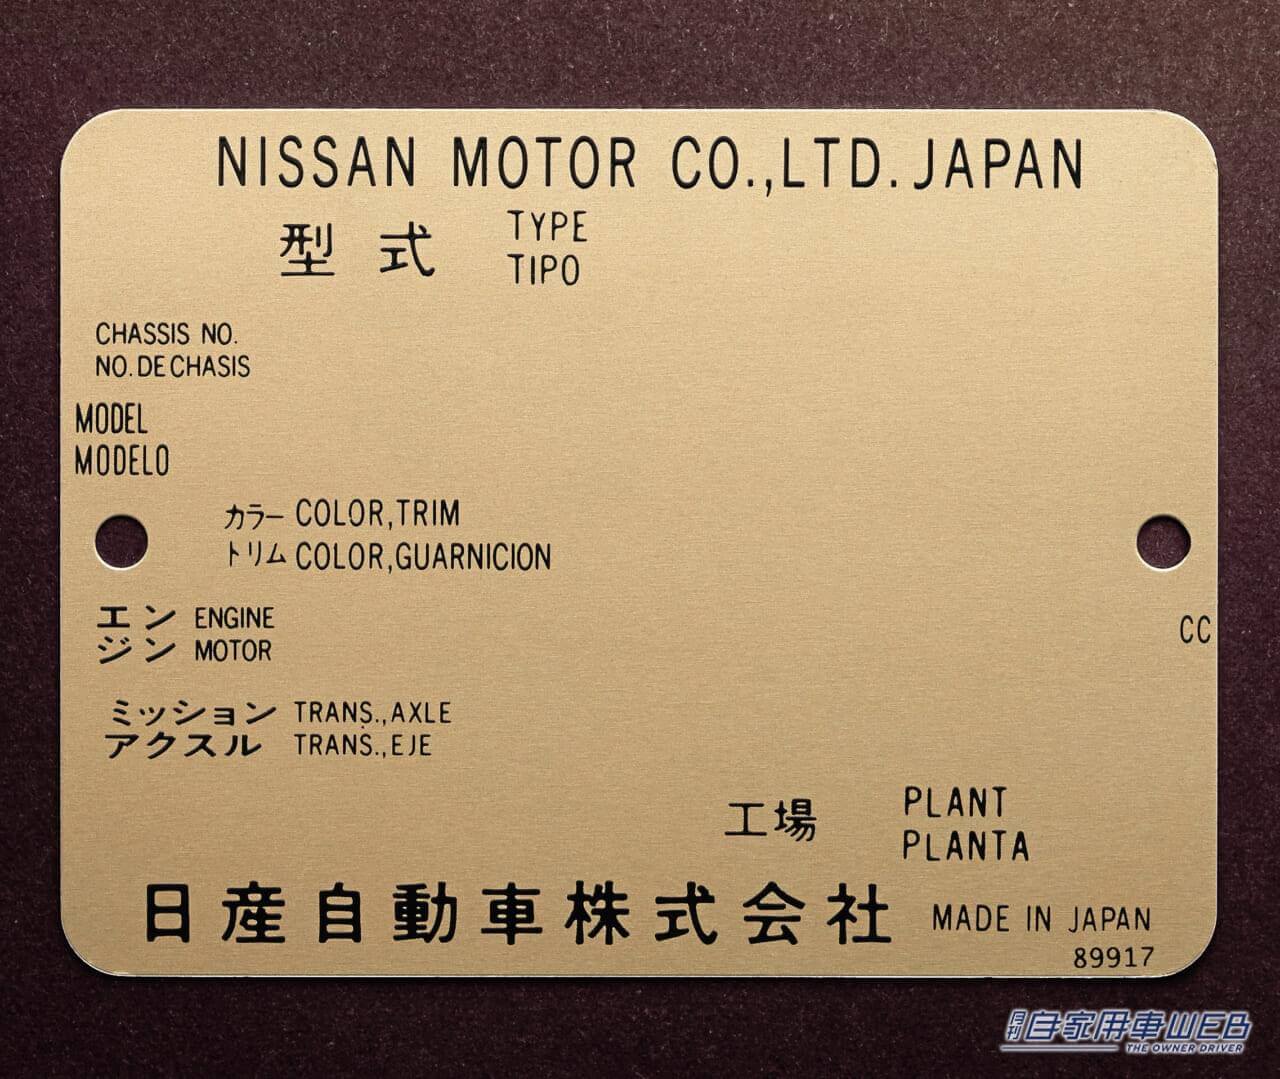 NISSAN MOTOR CO.,LTD. JAPAN
型式 TYPE
TIPO
CHASSIS NO.
NO. DE CHASIS
MODEL
MODELO
カラー COLOR,TRIM
トリム COLOR,GUARNICION
エン ENGINE
ジン MOTOR
CC
ミッション TRANS.,AXLE
アクスル TRANS.,EJE
工場 PLANT
PLANTA
日産自動車株式会社 MADE IN JAPAN
89917
月刊自家用車WEB
THE OWNER DRIVER